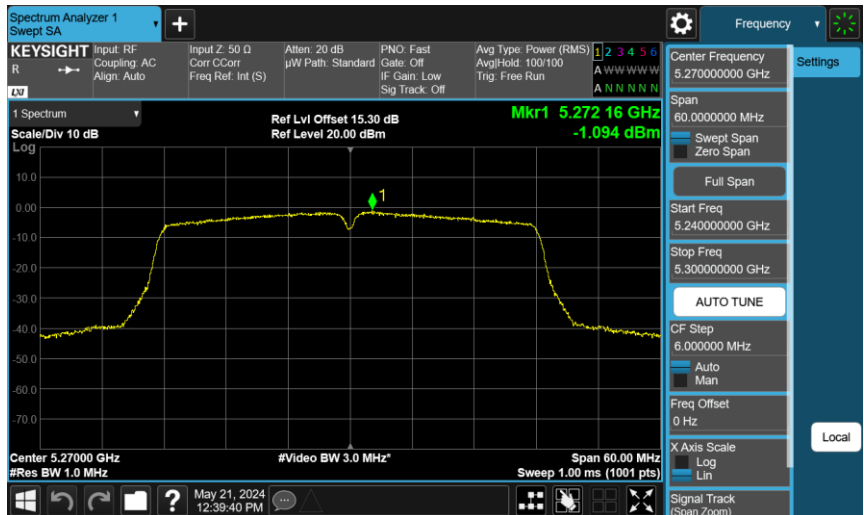 Spectrum Analyzer 1
Swept SA
Frequency
KEYSIGHT
R
LXI
Input: RF
Coupling: AC
Align: Auto
Input Z: 50 Ω
Corr CCorr
Freq Ref: Int (S)
Atten: 20 dB
µW Path: Standard
PNO: Fast
Gate: Off
IF Gain: Low
Sig Track: Off
Avg Type: Power (RMS)
Avg|Hold: 100/100
Trig: Free Run
1 2 3 4 5 6
A W W W W W
A N N N N N
1 Spectrum
Scale/Div 10 dB
Log
Ref Lvl Offset 15.30 dB
Ref Level 20.00 dBm
Mkr1 5.272 16 GHz
-1.094 dBm
10.0
0.00
-10.0
-20.0
-30.0
-40.0
-50.0
-60.0
-70.0
1
Center 5.27000 GHz
#Res BW 1.0 MHz
#Video BW 3.0 MHz*
Span 60.00 MHz
Sweep 1.00 ms (1001 pts)
Center Frequency
5.270000000 GHz
Span
60.0000000 MHz
Swept Span
Zero Span
Full Span
Start Freq
5.240000000 GHz
Stop Freq
5.300000000 GHz
AUTO TUNE
CF Step
6.000000 MHz
Auto
Man
Freq Offset
0 Hz
X Axis Scale
Log
Lin
Signal Track
(Span Zoom)
Settings
Local
?
May 21, 2024
12:39:40 PM